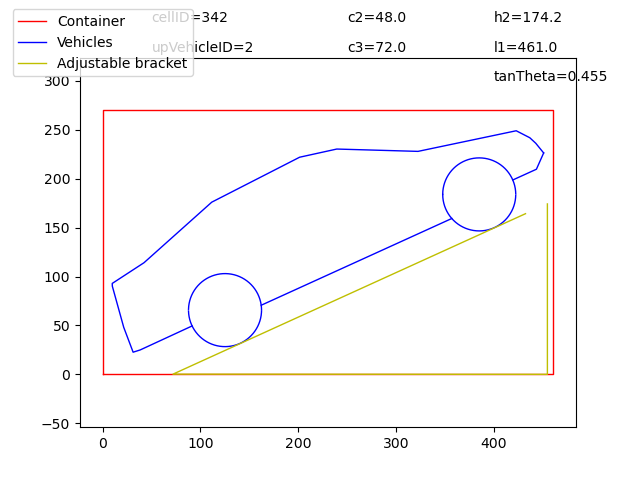 cellID=342 c2=48.0 h2=174.2
upVehicleID=2 c3=72.0 l1=461.0
tanTheta=0.455
Container
Vehicles
Adjustable bracket
300
250
200
150
100
50
0
−50
0 100 200 300 400